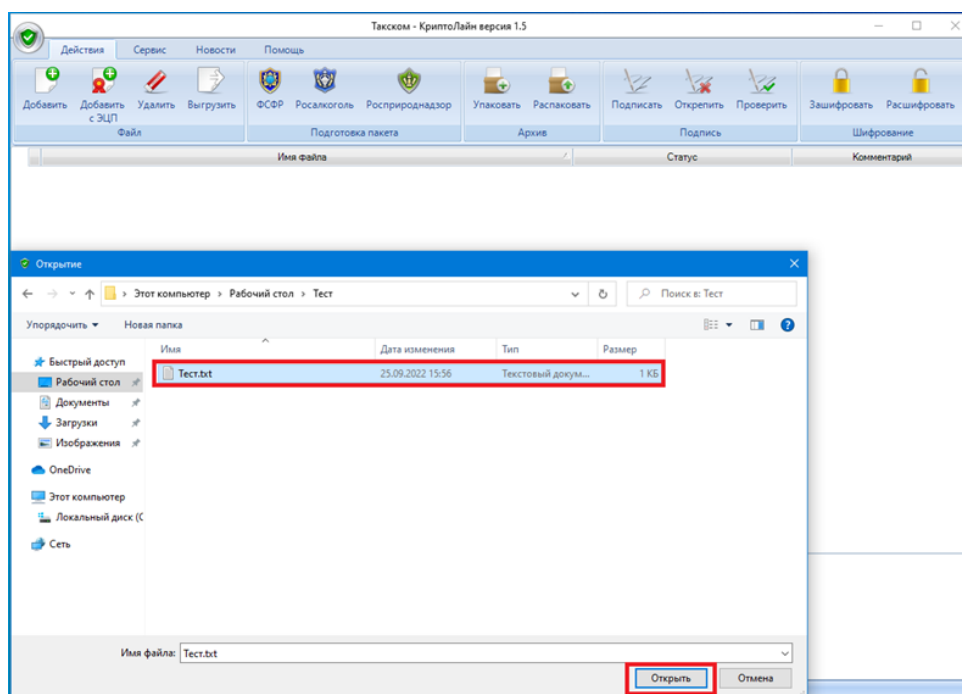 Такском - КриптоЛайн версия 1.5
Действия Сервис Новости Помощь
Добавить Добавить с ЭЦП Удалить Выгрузить ФСФР Росалкоголь Росприроднадзор Упаковать Распаковать Подписать Открепить Проверить Зашифровать Расшифровать
Файл Подготовка пакета Архив Подпись Шифрование
Имя файла Статус Комментарий
Открытие
Этот компьютер > Рабочий стол > Тест Поиск в: Тест
Упорядочить Новая папка
Имя Дата изменения Тип Размер
Быстрый доступ
Тест.txt 25.09.2022 15:56 Текстовый докум... 1 КБ
Рабочий стол
Документы
Загрузки
Изображения
OneDrive
Этот компьютер
Локальный диск (C
Сеть
Имя файла: Тест.txt
Открыть Отмена